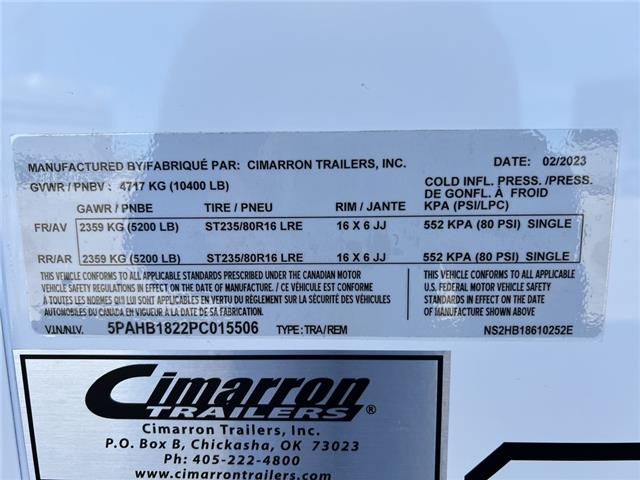 MANUFACTURED BY/FABRIQUÉ PAR: CIMARRON TRAILERS, INC. DATE: 02/2023
GVWR / PNBV : 4717 KG (10400 LB) COLD INFL. PRESS./PRESS.
DE GONFL. À FROID
GAWR / PNBE TIRE / PNEU RIM / JANTE KPA (PSI/LPC)
FR/AV 2359 KG (5200 LB) ST235/80R16 LRE 16 X 6 JJ 552 KPA (80 PSI) SINGLE
RR/AR 2359 KG (5200 LB) ST235/80R16 LRE 16 X 6 JJ 552 KPA (80 PSI) SINGLE
THIS VEHICLE CONFORMS TO ALL APPLICABLE STANDARDS PRESCRIBED UNDER THE CANADIAN MOTOR
VEHICLE SAFETY REGULATIONS IN EFFECT ON THE DATE OF MANUFACTURE. / CE VÉHICULE EST CONFORME
À TOUTES LES NORMES QUI LUI SONT APPLICABLES EN VERTU DU RÈGLEMENT SUR LA SÉCURITÉ DES VÉHICULES
AUTOMOBILES DU CANADA EN VIGUEUR À LA DATE DE SA FABRICATION.
THIS VEHICLE CONFORMS TO ALL APPLICABLE
U.S. FEDERAL MOTOR VEHICLE SAFETY
STANDARDS IN EFFECT ON THE DATE OF
MANUFACTURE SHOWN ABOVE.
V.I.N/N.I.V. 5PAHB1822PC015506 TYPE: TRA/REM NS2HB18610252E
Cimarron
TRAILERS ®
Cimarron Trailers, Inc.
P.O. Box B, Chickasha, OK 73023
Ph: 405-222-4800
www.cimarrontrailers.com